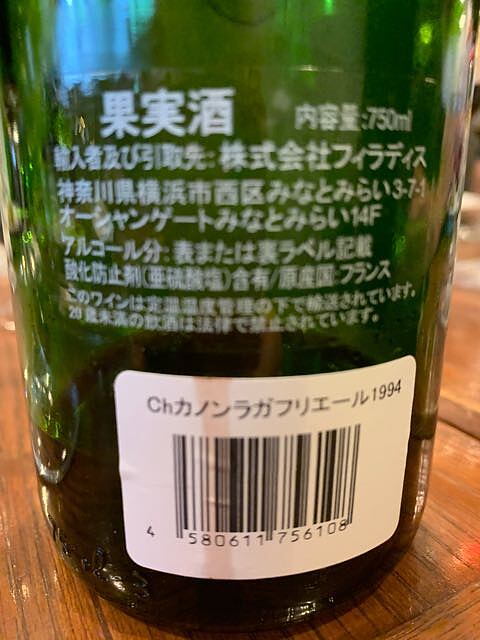 果実酒 内容量:750ml
輸入者及び引取先:株式会社フィラディス
神奈川県横浜市西区みなとみらい3-7-1
オーシャンゲートみなとみらい14F
アルコール分:表または裏ラベル記載
酸化防止剤(亜硫酸塩)含有/原産国:フランス
このワインは定温温度管理の下で輸送されています。
20歳未満の飲酒は法律で禁止されています。
Chカノンラガフリエール1994
4 580611 756108